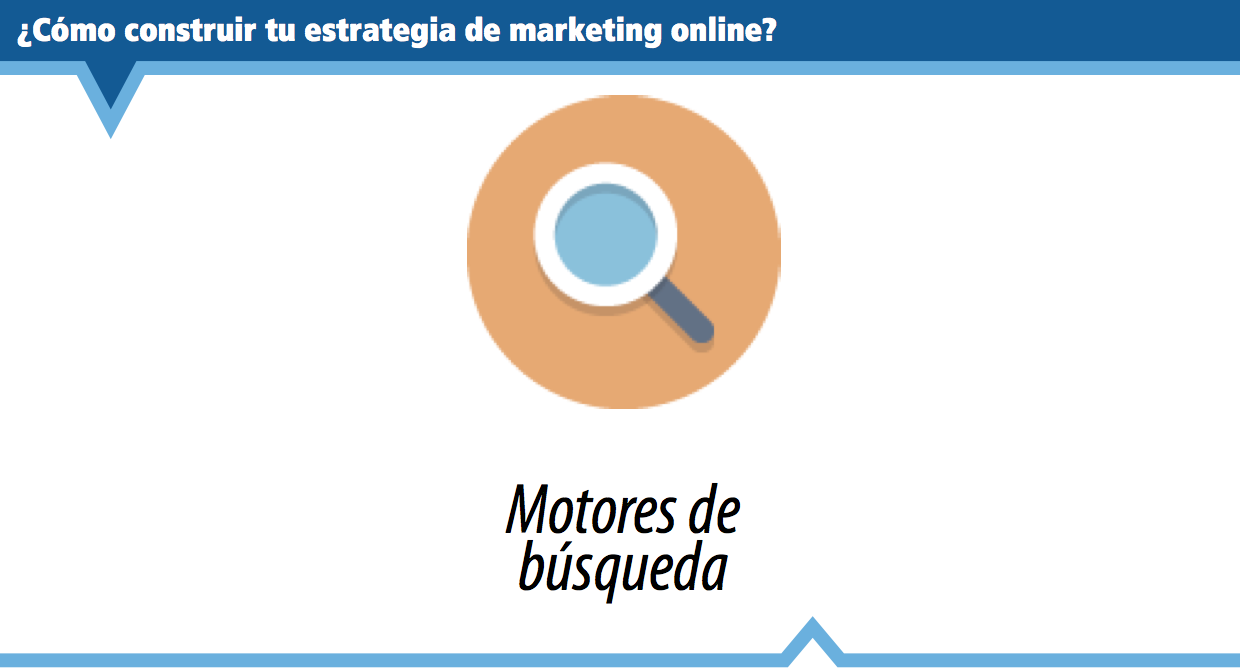 ¿Cómo construir tu estrategia de marketing online?
Motores de
búsqueda